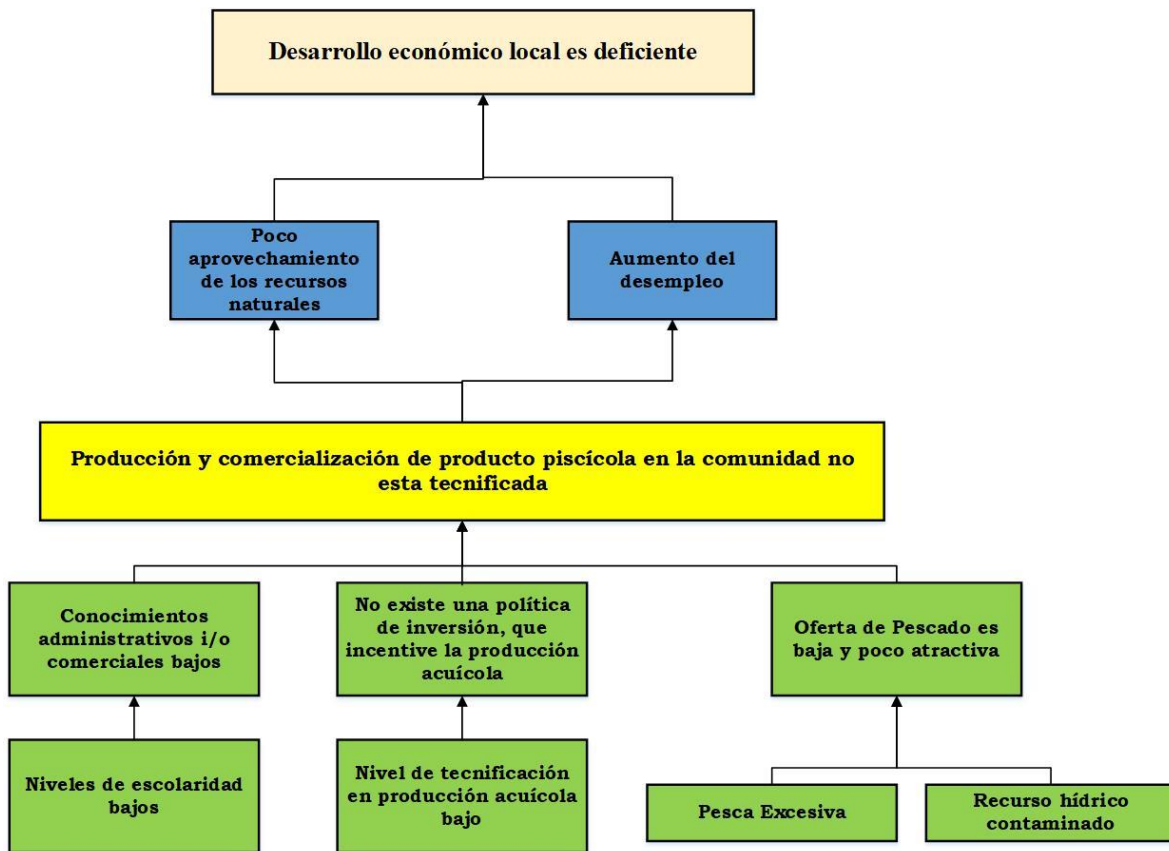 Desarrollo económico local es deficiente
Poco
aprovechamiento
de los recursos
naturales
Aumento del
desempleo
Producción y comercialización de producto piscícola en la comunidad no
esta tecnificada
Conocimientos
administrativos i/o
comerciales bajos
No existe una política
de inversión, que
incentive la producción
acuícola
Oferta de Pescado es
baja y poco atractiva
Niveles de escolaridad
bajos
Nivel de tecnificación
en producción acuícola
bajo
Pesca Excesiva
Recurso hídrico
contaminado